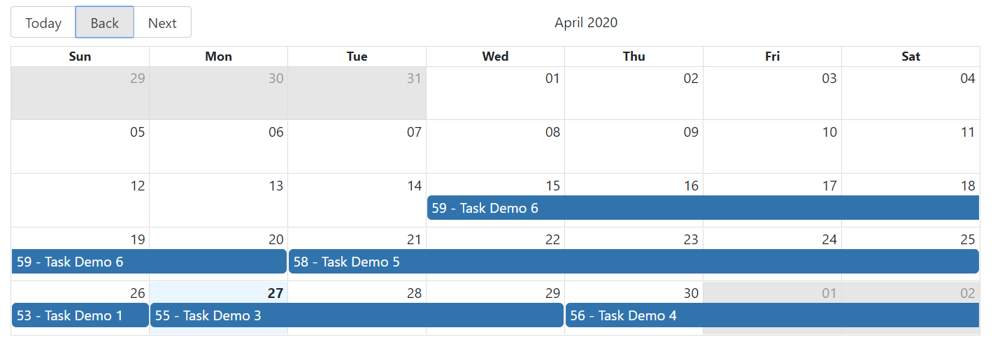 Today Back Next April 2020
Sun Mon Tue Wed Thu Fri Sat
29 30 31 01 02 03 04
05 06 07 08 09 10 11
12 13 14 15 16 17 18
59 - Task Demo 6
19 20 21 22 23 24 25
59 - Task Demo 6 58 - Task Demo 5
26 27 28 29 30 01 02
53 - Task Demo 1 55 - Task Demo 3 56 - Task Demo 4